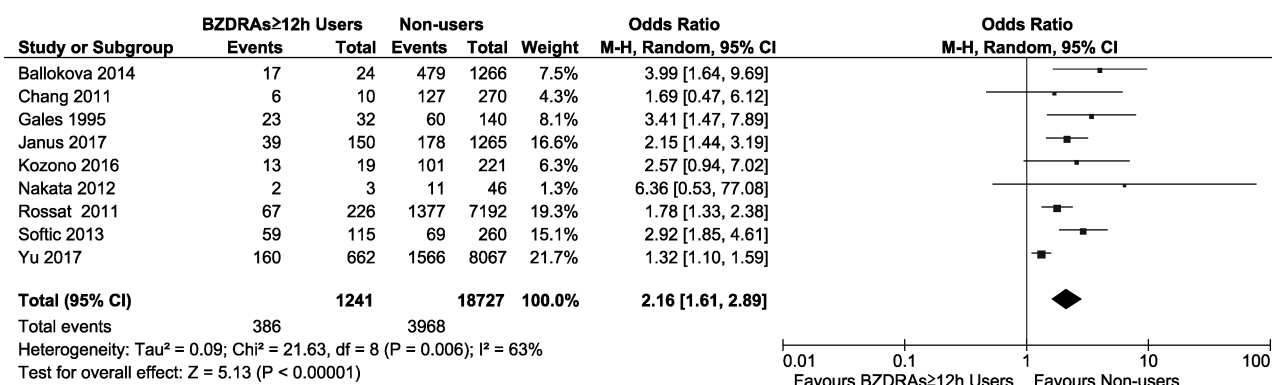 BZDRAs≥12h Users Non-users Odds Ratio Odds Ratio
Study or Subgroup Events Total Events Total Weight M-H, Random, 95% CI M-H, Random, 95% CI
Ballokova 2014 17 24 479 1266 7.5% 3.99 [1.64, 9.69]
Chang 2011 6 10 127 270 4.3% 1.69 [0.47, 6.12]
Gales 1995 23 32 60 140 8.1% 3.41 [1.47, 7.89]
Janus 2017 39 150 178 1265 16.6% 2.15 [1.44, 3.19]
Kozono 2016 13 19 101 221 6.3% 2.57 [0.94, 7.02]
Nakata 2012 2 3 11 46 1.3% 6.36 [0.53, 77.08]
Rossat 2011 67 226 1377 7192 19.3% 1.78 [1.33, 2.38]
Softic 2013 59 115 69 260 15.1% 2.92 [1.85, 4.61]
Yu 2017 160 662 1566 8067 21.7% 1.32 [1.10, 1.59]
Total (95% CI) 1241 18727 100.0% 2.16 [1.61, 2.89]
Total events 386 3968
Heterogeneity: Tau² = 0.09; Chi² = 21.63, df = 8 (P = 0.006); I² = 63%
Test for overall effect: Z = 5.13 (P < 0.00001)
0.01 0.1 1 10 100
Favours BZDRAs≥12h Users Favours Non-users